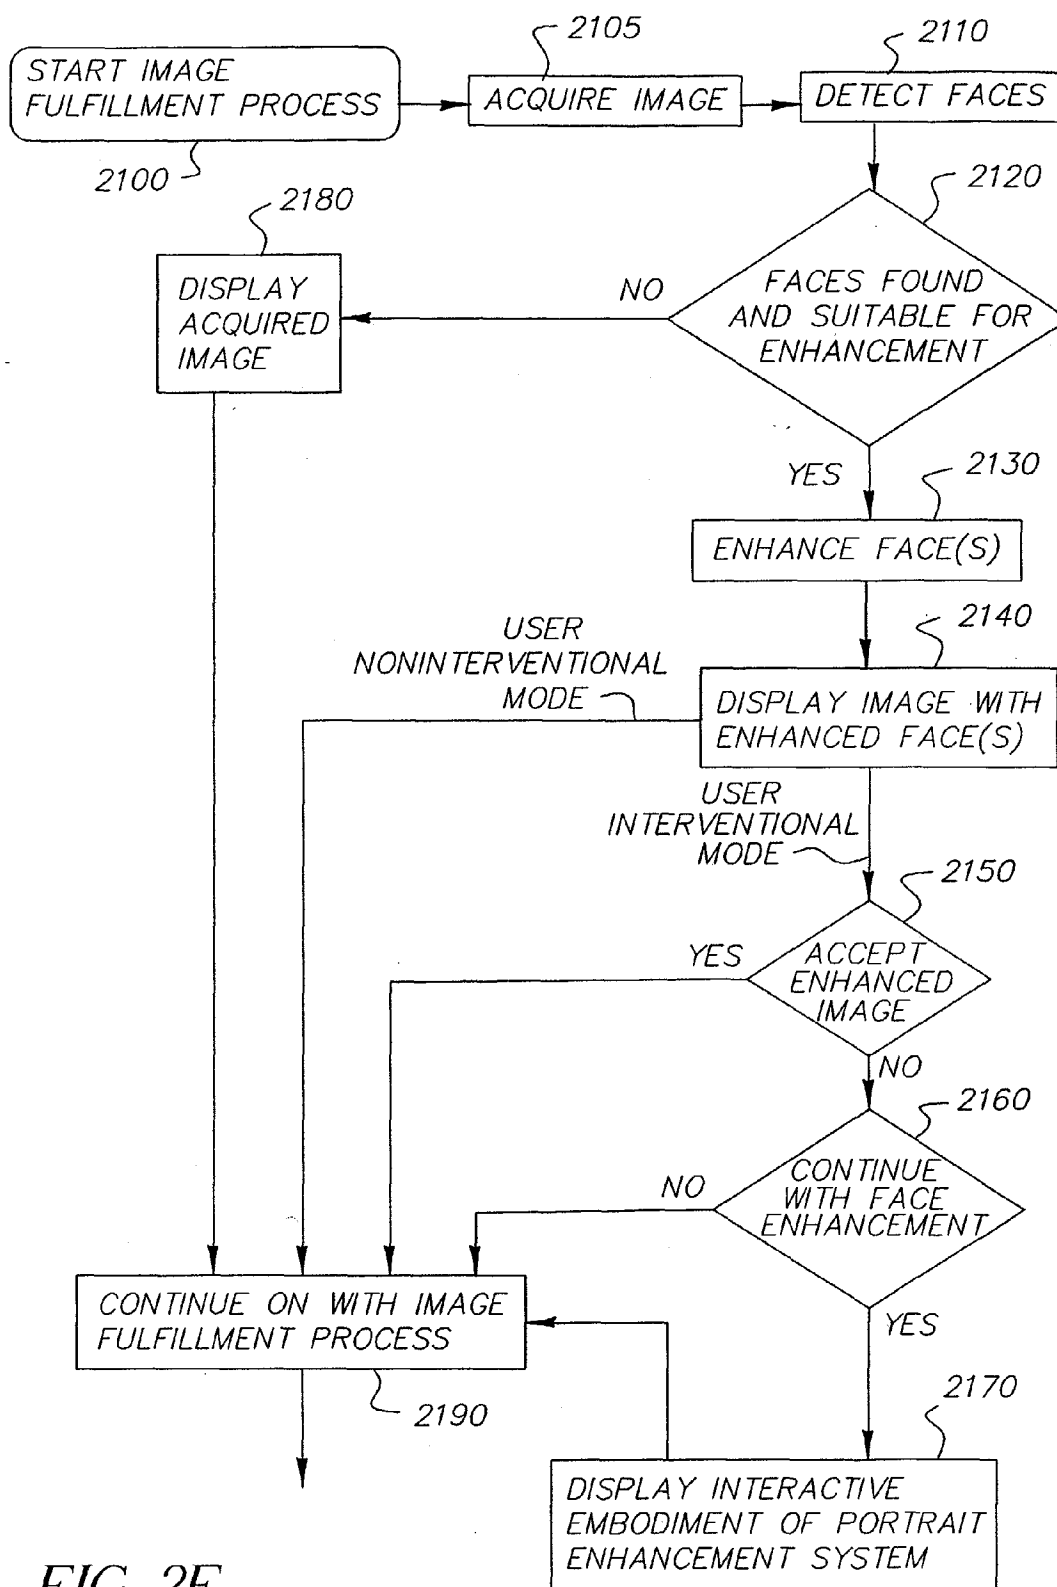 2105
2110
START IMAGE
FULFILLMENT PROCESS
ACQUIRE IMAGE
DETECT FACES
2100
2180
2120
DISPLAY
ACQUIRED
IMAGE
NO
FACES FOUND
AND SUITABLE FOR
ENHANCEMENT
YES
2130
ENHANCE FACE(S)
2140
USER
NONINTERVENTIONAL
MODE
DISPLAY IMAGE WITH
ENHANCED FACE(S)
USER
INTERVENTIONAL
MODE
2150
YES
ACCEPT
ENHANCED
IMAGE
NO
2160
NO
CONTINUE
WITH FACE
ENHANCEMENT
CONTINUE ON WITH IMAGE
FULFILLMENT PROCESS
YES
2190
2170
DISPLAY INTERACTIVE
EMBODIMENT OF PORTRAIT
ENHANCEMENT SYSTEM